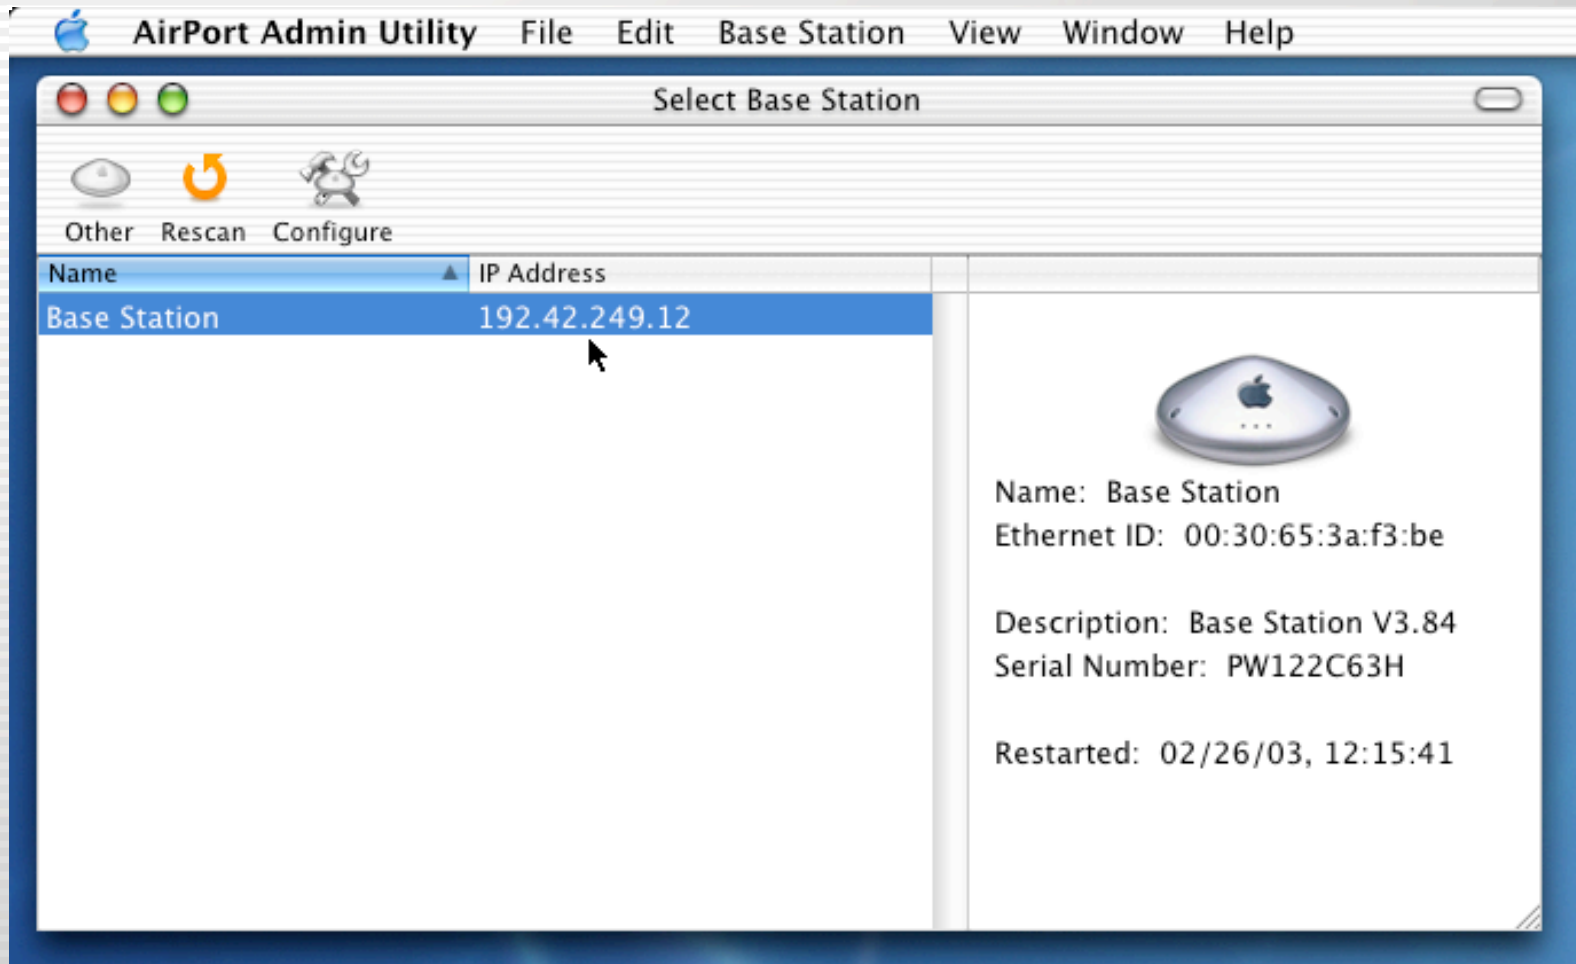 AirPort Admin Utility File Edit Base Station View Window Help
Select Base Station
Other Rescan Configure
Name IP Address
Base Station 192.42.249.12
Name: Base Station
Ethernet ID: 00:30:65:3a:f3:be
Description: Base Station V3.84
Serial Number: PW122C63H
Restarted: 02/26/03, 12:15:41